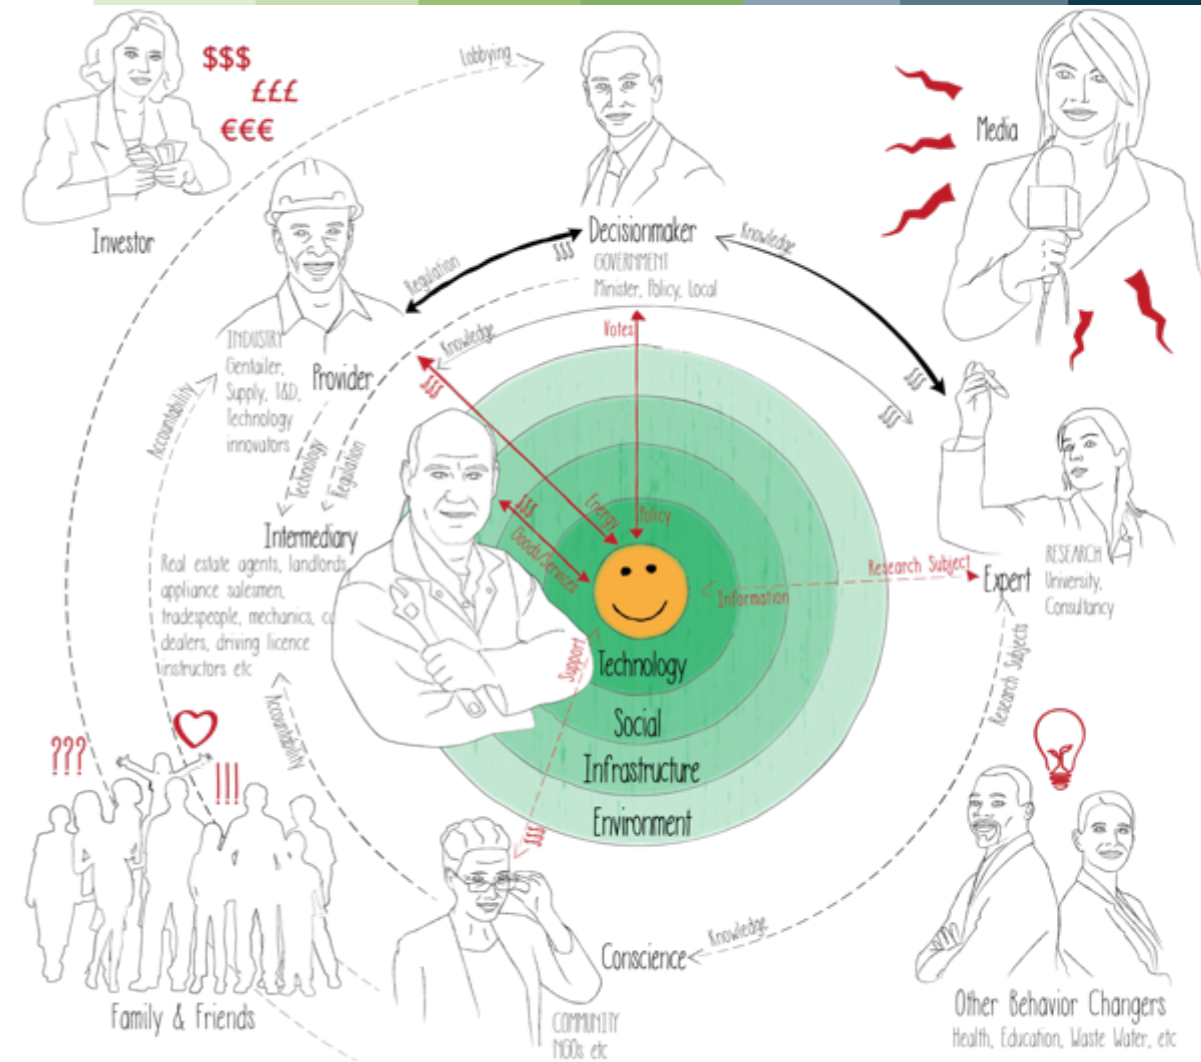 Lobbying
$$$
£££
€€€
Media
Investor
Decisionmaker
GOVERNMENT
Minister, Policy, Local
$$$
Knowledge
Regulation
Knowledge
Votes
INDUSTRY
Gentailer,
Supply, T&D,
Technology
innovators
Provider
$$$
$$$
$$$
Accountability
Technology
Regulation
Intermediary
Real estate agents, landlords,
appliance salesmen,
tradespeople, mechanics,
dealers, driving licence
instructors etc
$$$
Energy
Policy
Goods/Services
Research Subject
Information
Expert
RESEARCH
University,
Consultancy
Support
Technology
Social
Infrastructure
Environment
Research Subjects
Accountability
???
!!!
$$$
Knowledge
Conscience
COMMUNITY
NGOs etc
Family & Friends
Other Behavior Changers
Health, Education, Waste Water, etc